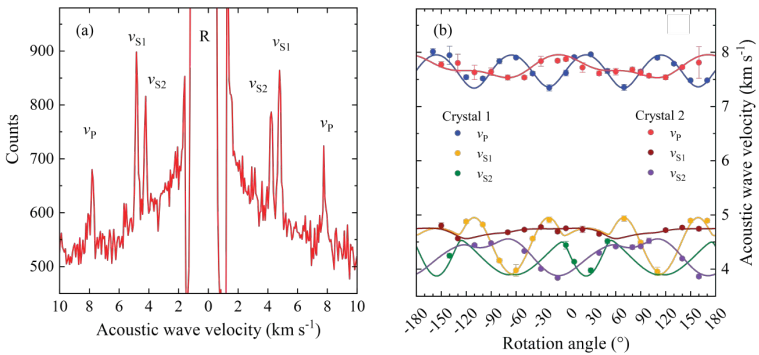 (a)
R
vS1
vS2
vP
vS1
vS2
vP
1000
900
800
700
600
500
Counts
10 8 6 4 2 0 2 4 6 8 10
Acoustic wave velocity (km s-1)
(b)
Crystal 1
vP
vS1
vS2
Crystal 2
vP
vS1
vS2
8
7
5
4
Acoustic wave velocity (km s-1)
-180 -150 -120 -90 -60 -30 0 30 60 90 120 150 180
Rotation angle (°)